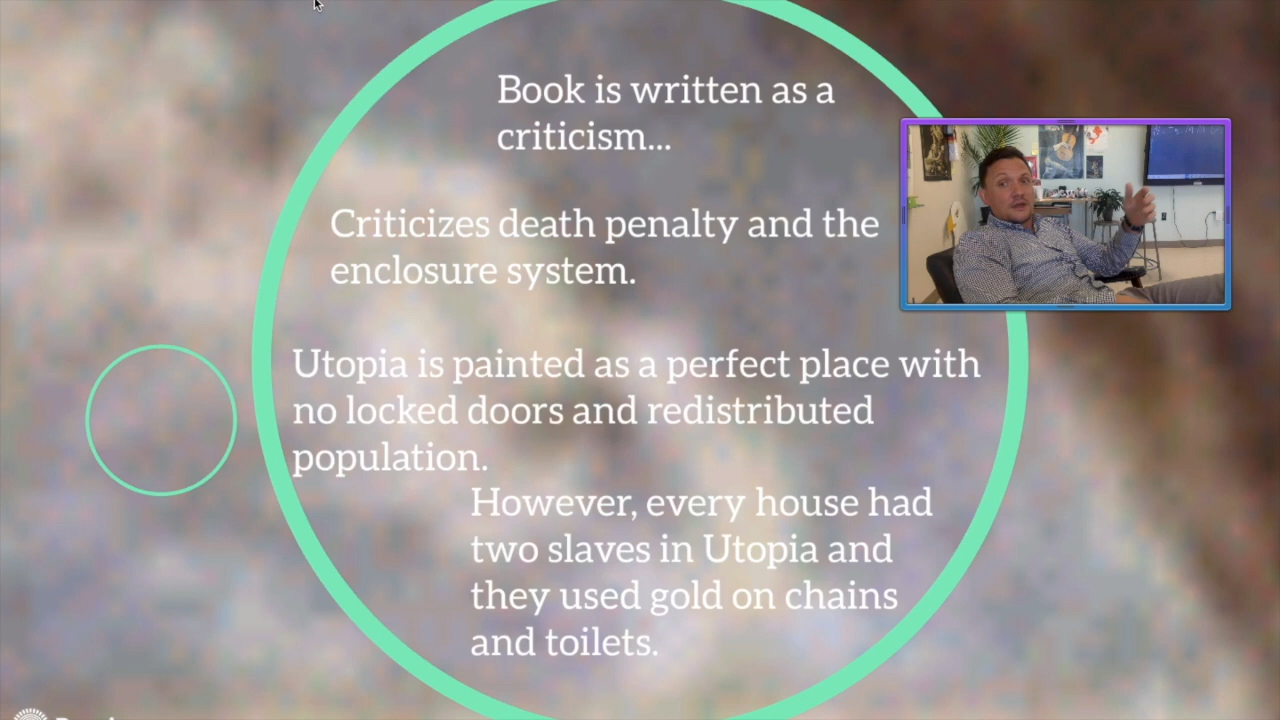 Book is written as a
criticism...
Criticizes death penalty and the
enclosure system.
Utopia is painted as a perfect place with
no locked doors and redistributed
population.
However, every house had
two slaves in Utopia and
they used gold on chains
and toilets.